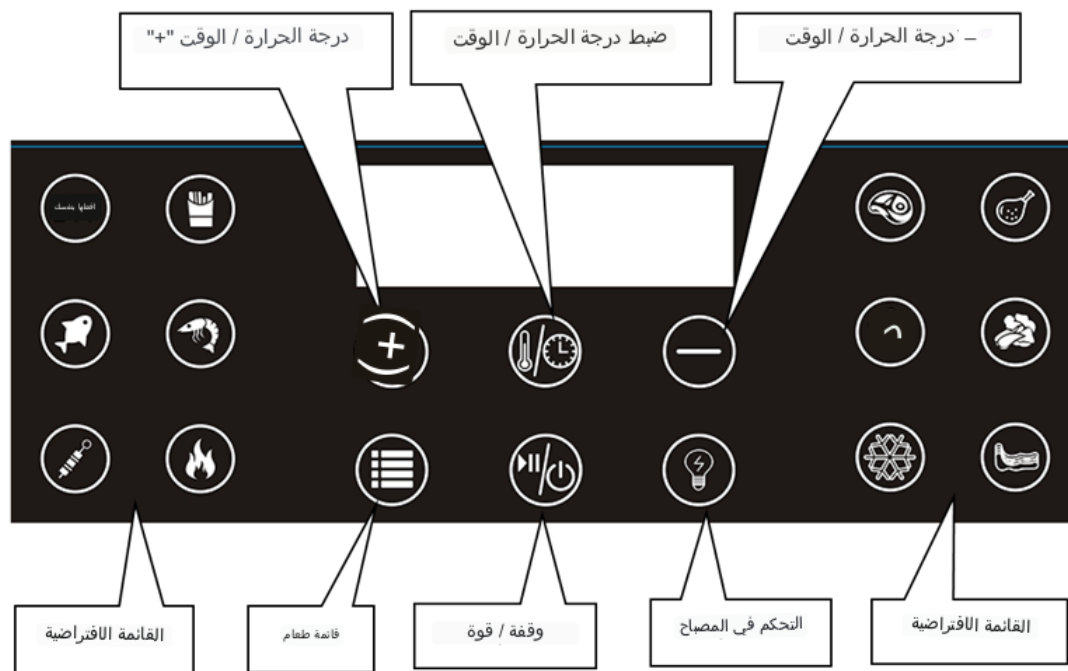 درجة الحرارة / الوقت "+"
ضبط درجة الحرارة / الوقت
درجة الحرارة / الوقت –
القائمة الافتراضية
قائمة طعام
وقفة / قوة
التحكم في المصباح
القائمة الافتراضية